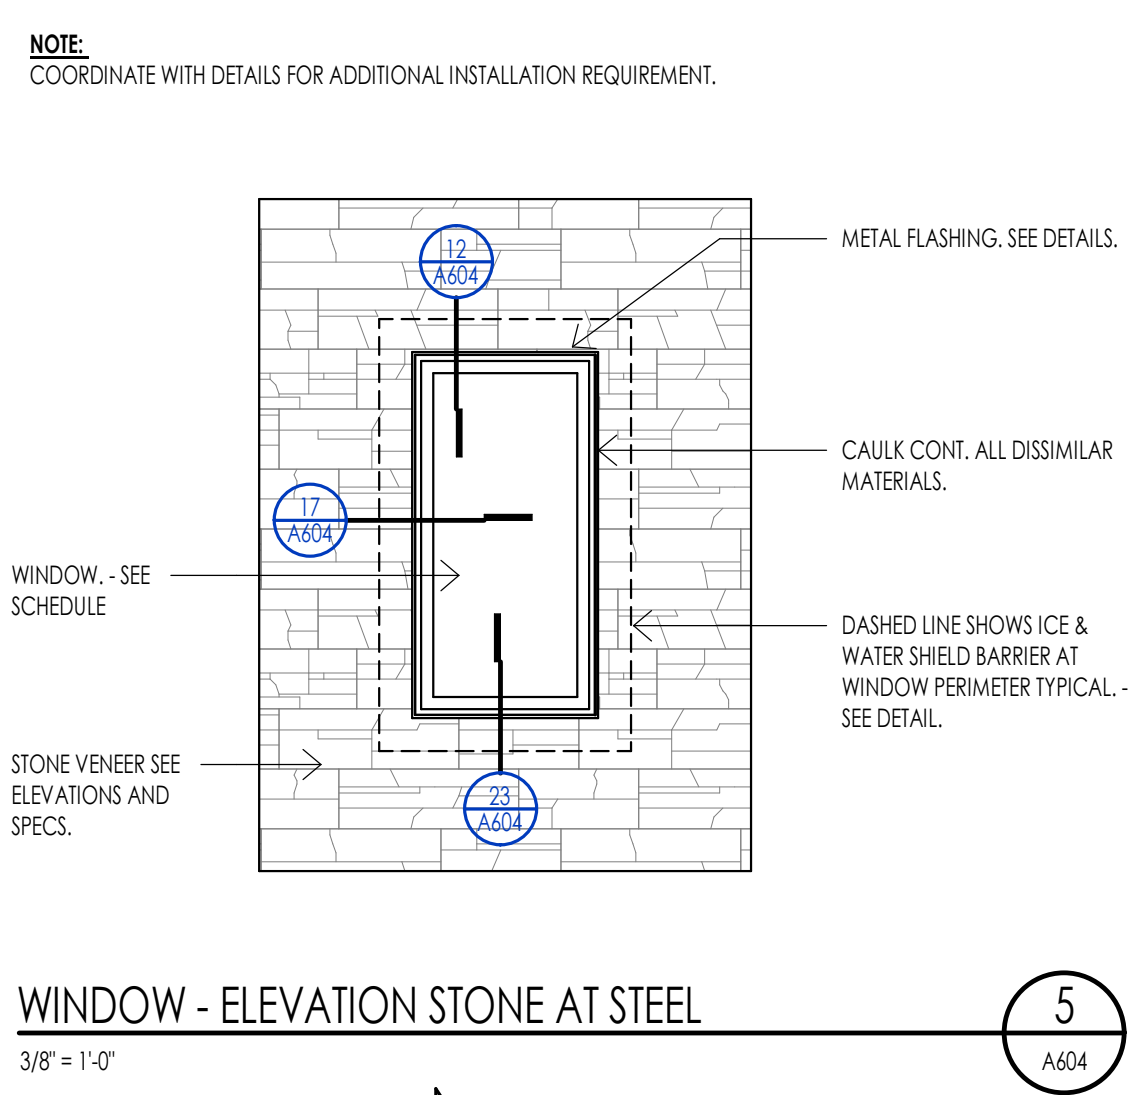 NOTE:
COORDINATE WITH DETAILS FOR ADDITIONAL INSTALLATION REQUIREMENT.
12
A604
METAL FLASHING. SEE DETAILS.
CAULK CONT. ALL DISSIMILAR
MATERIALS.
17
A604
WINDOW. - SEE
SCHEDULE
DASHED LINE SHOWS ICE &
WATER SHIELD BARRIER AT
WINDOW PERIMETER TYPICAL. -
SEE DETAIL.
STONE VENEER SEE
ELEVATIONS AND
SPECS.
23
A604
WINDOW - ELEVATION STONE AT STEEL
3/8" = 1'-0"
5
A604